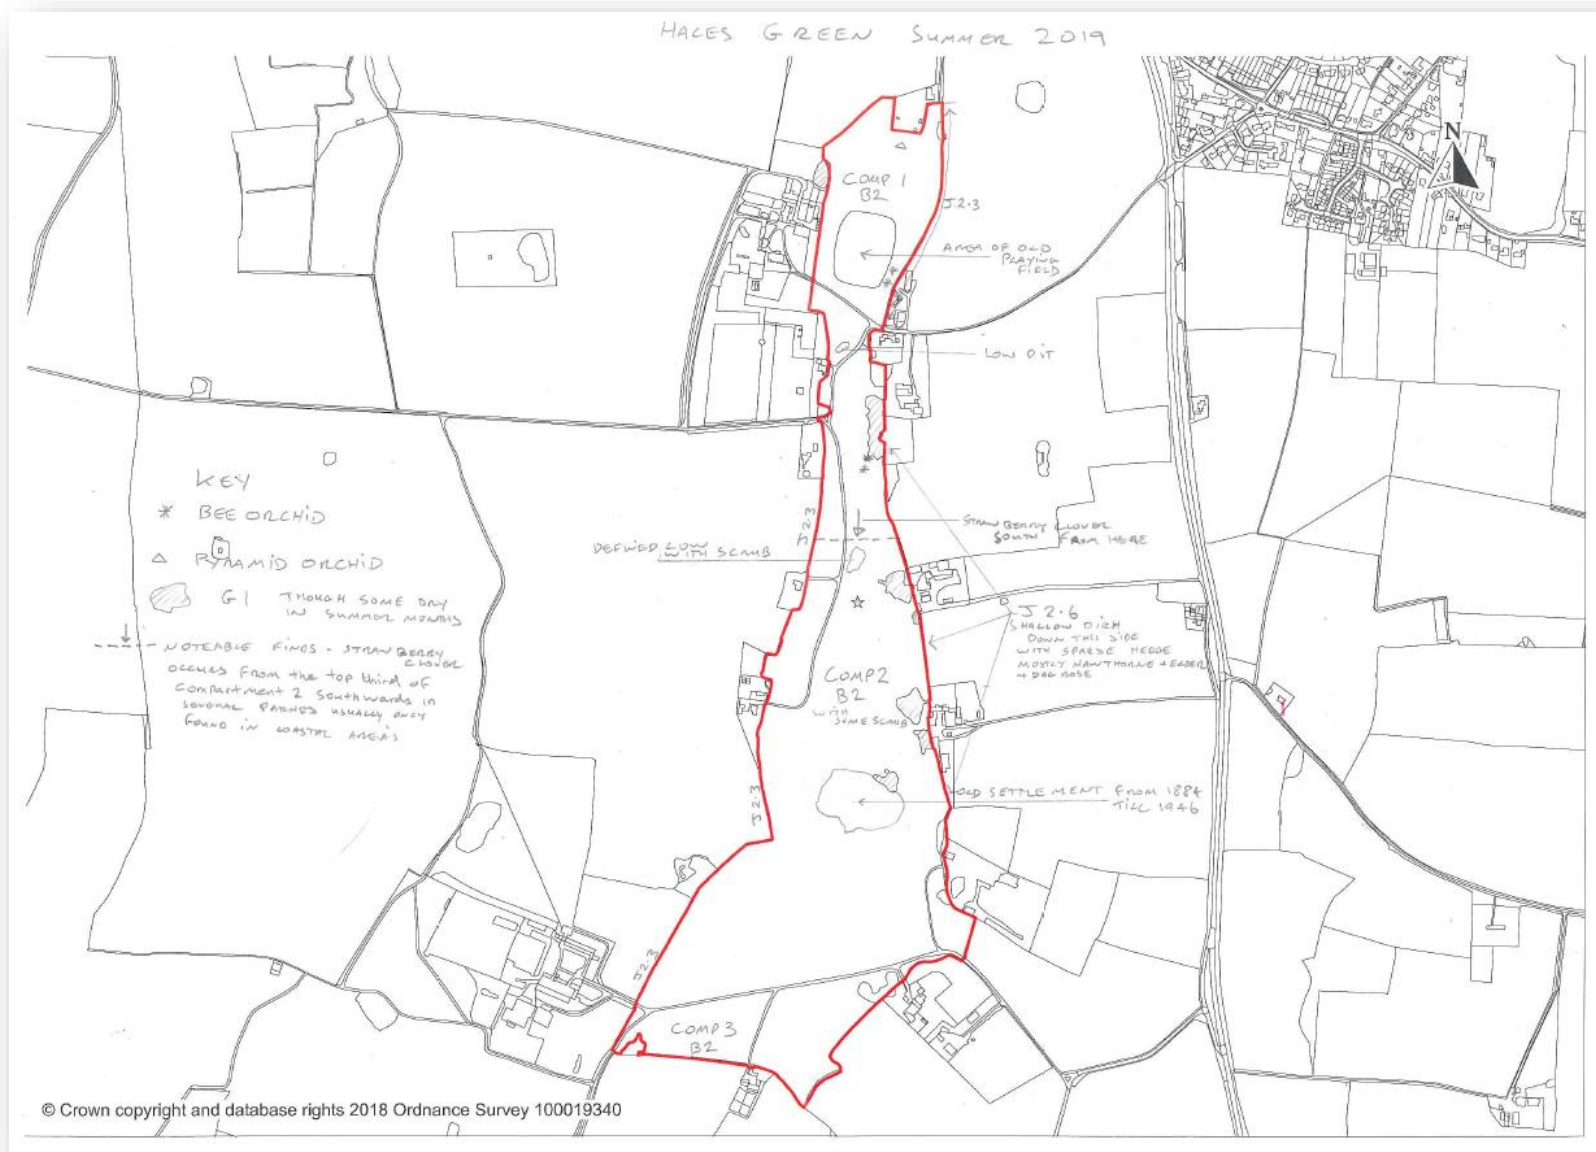 HALES GREEN SUMMER 2019
N
COMP 1
B2
J 2.3
AREA OF OLD
PLAYING
FIELD
LOW DIT
KEY
BEE ORCHID
PYRAMID ORCHID
G1 THOUGH SOME DRY
IN SUMMER MONTHS
NOTEABLE FINDS - STRAWBERRY
CLOVER
OCCURS FROM the top third of
Compartment 2 Southwards in
SEVERAL PATCHES USUALLY ONLY
FOUND IN COASTAL AREAS
J 2.3
STRAWBERRY CLOVER
SOUTH FROM HERE
DEFINED LOW
WITH SCRUB
J 2.6
SHALLOW DITCH
DOWN THIS SIDE
WITH SPARSE HEDGE
MOSTLY HAWTHORNE + ELDER
+ DOG ROSE
COMP 2
B2
WITH
SOME SCRUB
J 2.3
OLD SETTLEMENT FROM 1884
TILL 1946
J 2.3
COMP 3
B2
© Crown copyright and database rights 2018 Ordnance Survey 100019340